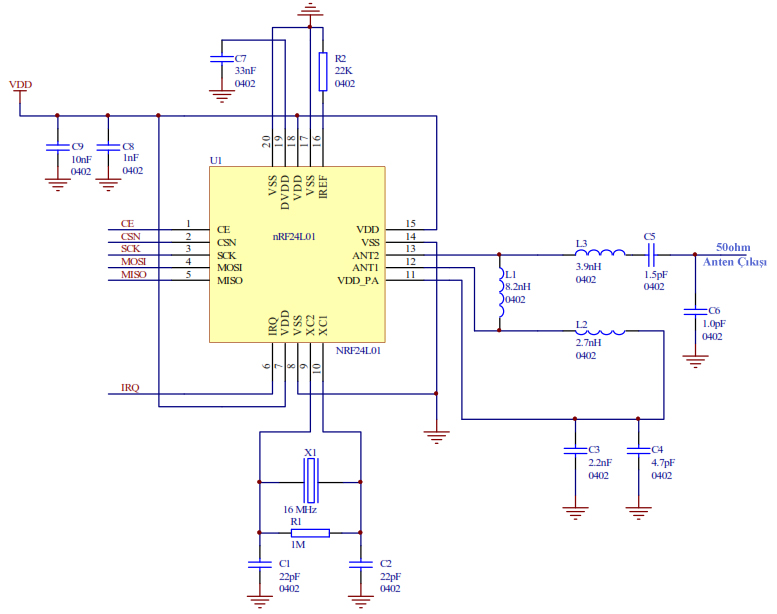 C7
33nF
0402
R2
22K
0402
VDD
C9
10nF
0402
C8
1nF
0402
20
19
18
17
16
U1
VSS
DVDD
VDD
VSS
IREF
nRF24L01
CE 1 CE
CSN 2 CSN
SCK 3 SCK
MOSI 4 MOSI
MISO 5 MISO
VDD 15
VSS 14
ANT2 13
ANT1 12
VDD_PA 11
IRQ
VDD
VSS
XC2
XC1
NRF24L01
6
7
8
9
10
IRQ
L1
8.2nH
0402
L3
3.9nH
0402
C5
1.5pF
0402
50ohm
Anten Çıkışı
C6
1.0pF
0402
L2
2.7nH
0402
C3
2.2nF
0402
C4
4.7pF
0402
X1
16 MHz
R1
1M
C1
22pF
0402
C2
22pF
0402